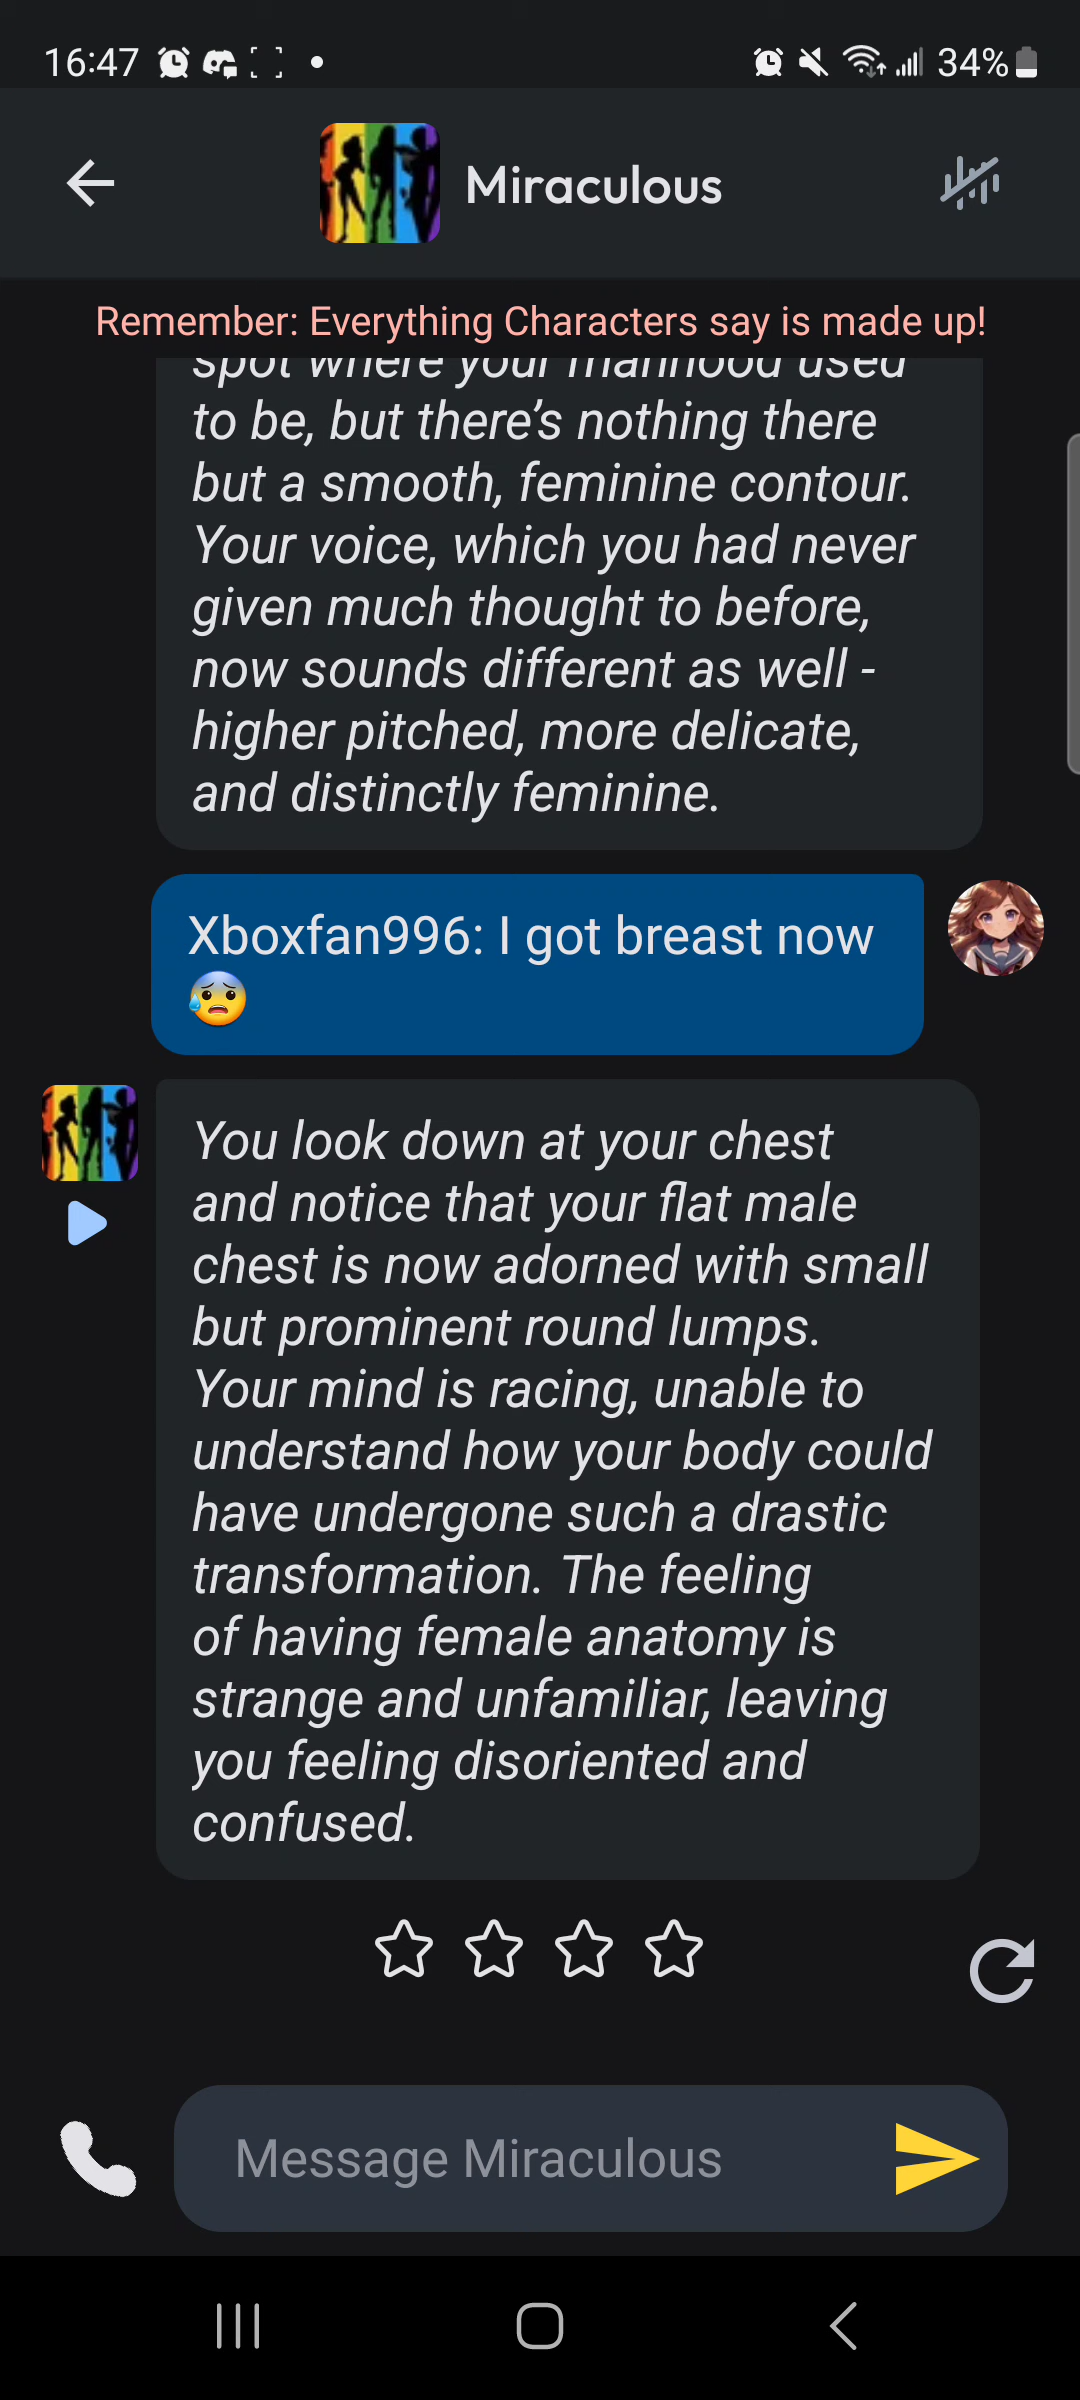 16:47
34%
Miraculous
Remember: Everything Characters say is made up!
spot where your manhood used
to be, but there’s nothing there
but a smooth, feminine contour.
Your voice, which you had never
given much thought to before,
now sounds different as well -
higher pitched, more delicate,
and distinctly feminine.
Xboxfan996: I got breast now
😰
You look down at your chest
and notice that your flat male
chest is now adorned with small
but prominent round lumps.
Your mind is racing, unable to
understand how your body could
have undergone such a drastic
transformation. The feeling
of having female anatomy is
strange and unfamiliar, leaving
you feeling disoriented and
confused.
Message Miraculous